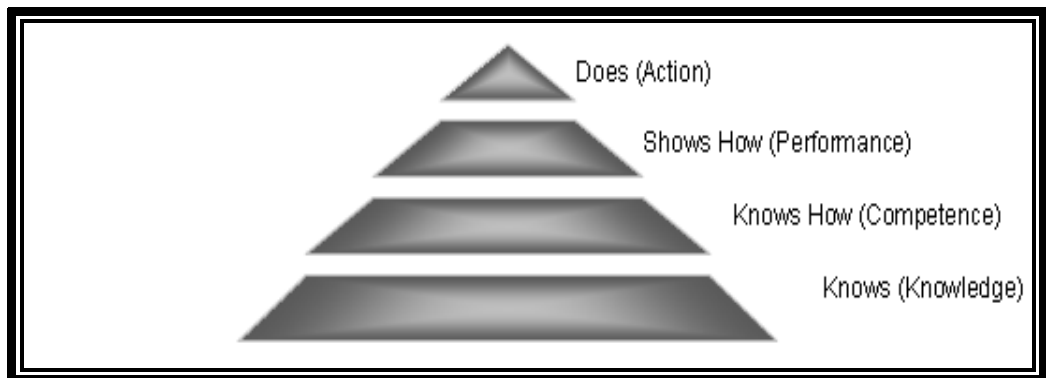 Does (Action)
Shows How (Performance)
Knows How (Competence)
Knows (Knowledge)